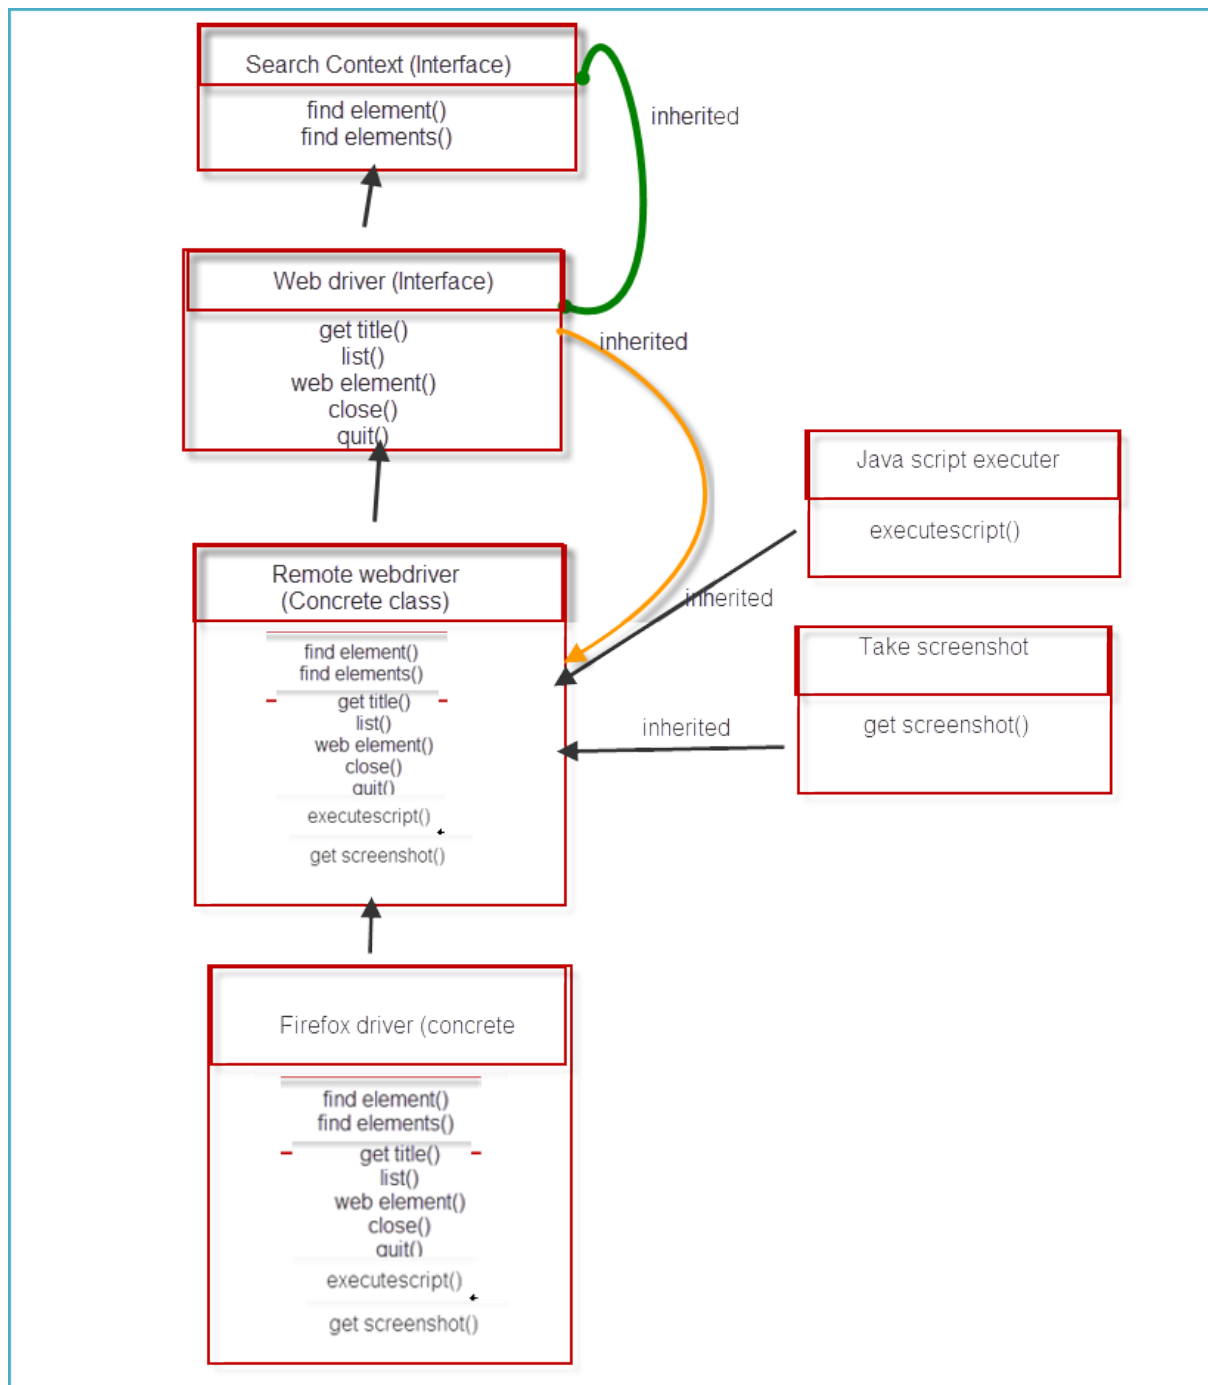 Search Context (Interface)
find element()
find elements()
inherited
Web driver (Interface)
get title()
list()
web element()
close()
quit()
inherited
Java script executer
executescript()
inherited
Remote webdriver
(Concrete class)
find element()
find elements()
get title()
list()
web element()
close()
quit()
executescript()
get screenshot()
Take screenshot
get screenshot()
inherited
Firefox driver (concrete
find element()
find elements()
get title()
list()
web element()
close()
quit()
executescript()
get screenshot()